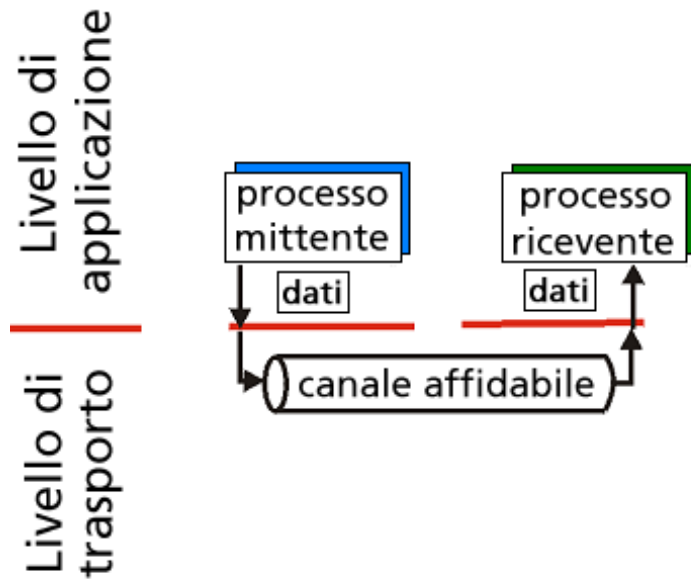 Livello di
applicazione
processo
mittente
dati
processo
ricevente
dati
Livello di
trasporto
canale affidabile